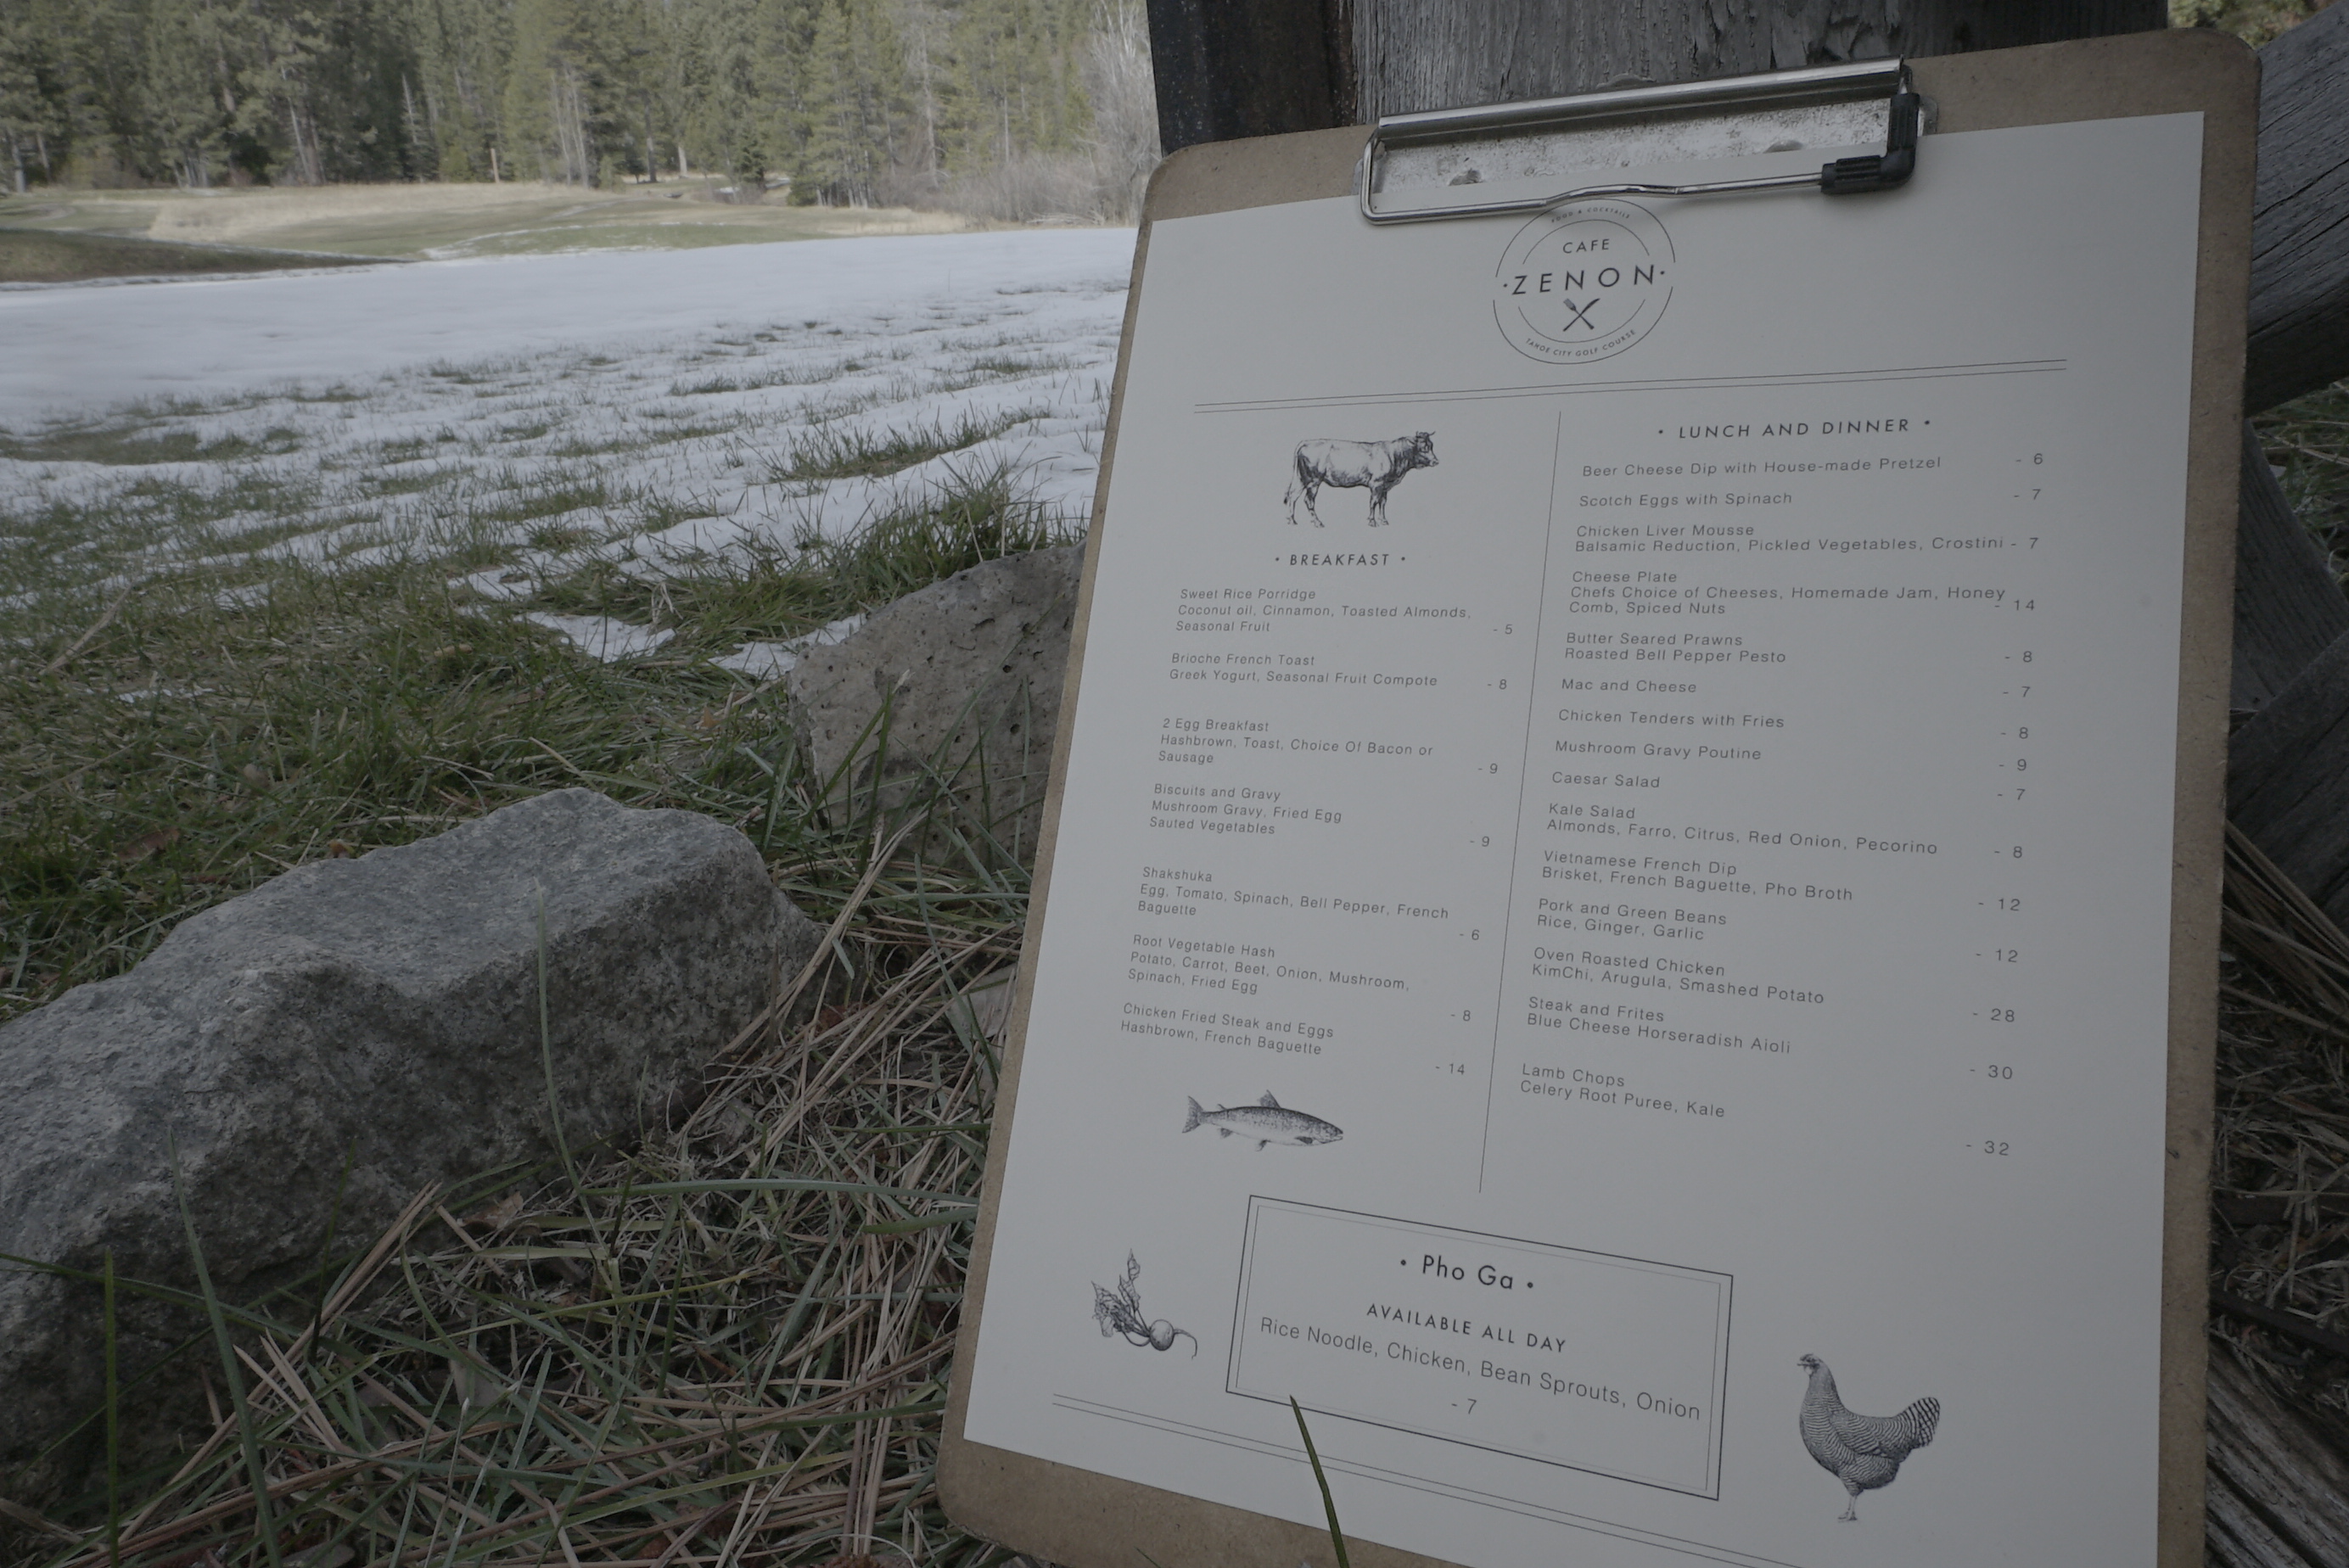 FOOD & COCKTAILS
CAFE
·ZENON·
TAHOE CITY GOLF COURSE
• BREAKFAST •
Sweet Rice Porridge
Coconut oil, Cinnamon, Toasted Almonds,
Seasonal Fruit - 5
Brioche French Toast
Greek Yogurt, Seasonal Fruit Compote - 8
2 Egg Breakfast
Hashbrown, Toast, Choice Of Bacon or
Sausage - 9
Biscuits and Gravy
Mushroom Gravy, Fried Egg
Sauted Vegetables - 9
Shakshuka
Egg, Tomato, Spinach, Bell Pepper, French
Baguette - 6
Root Vegetable Hash
Potato, Carrot, Beet, Onion, Mushroom,
Spinach, Fried Egg - 8
Chicken Fried Steak and Eggs
Hashbrown, French Baguette - 14
• LUNCH AND DINNER •
Beer Cheese Dip with House-made Pretzel - 6
Scotch Eggs with Spinach - 7
Chicken Liver Mousse
Balsamic Reduction, Pickled Vegetables, Crostini - 7
Cheese Plate
Chefs Choice of Cheeses, Homemade Jam, Honey
Comb, Spiced Nuts - 14
Butter Seared Prawns
Roasted Bell Pepper Pesto - 8
Mac and Cheese - 7
Chicken Tenders with Fries - 8
Mushroom Gravy Poutine - 9
Caesar Salad - 7
Kale Salad
Almonds, Farro, Citrus, Red Onion, Pecorino - 8
Vietnamese French Dip
Brisket, French Baguette, Pho Broth - 12
Pork and Green Beans
Rice, Ginger, Garlic - 12
Oven Roasted Chicken
KimChi, Arugula, Smashed Potato - 28
Steak and Frites
Blue Cheese Horseradish Aioli - 30
Lamb Chops
Celery Root Puree, Kale - 32
• Pho Ga •
AVAILABLE ALL DAY
Rice Noodle, Chicken, Bean Sprouts, Onion
- 7